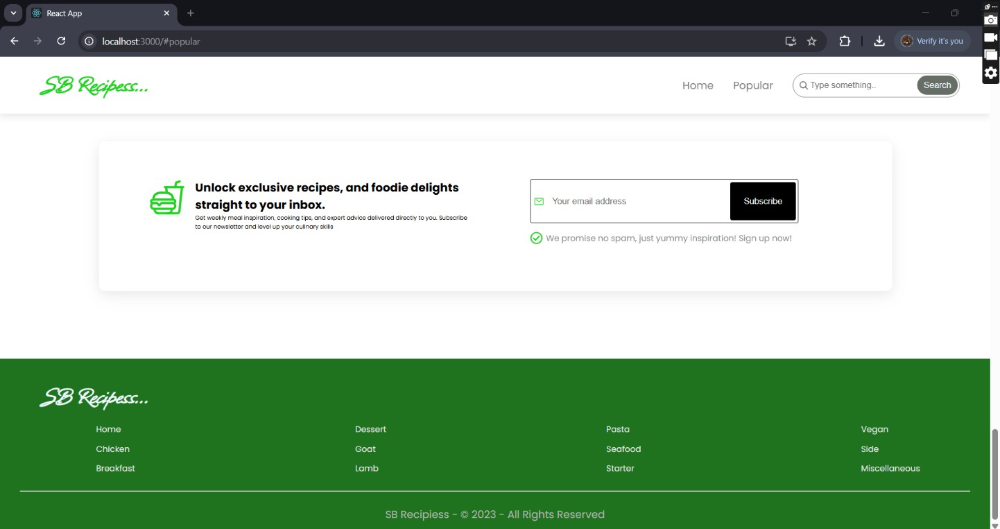 React App
localhost:3000/#popular
Verify it's you
SB Recipess...
Home
Popular
Type something..
Search
Unlock exclusive recipes, and foodie delights
straight to your inbox.
Get weekly meal inspiration, cooking tips, and expert advice delivered directly to you. Subscribe
to our newsletter and level up your culinary skills
Your email address
Subscribe
We promise no spam, just yummy inspiration! Sign up now!
SB Recipess...
Home
Dessert
Pasta
Vegan
Chicken
Goat
Seafood
Side
Breakfast
Lamb
Starter
Miscellaneous
SB Recipiess - © 2023 - All Rights Reserved